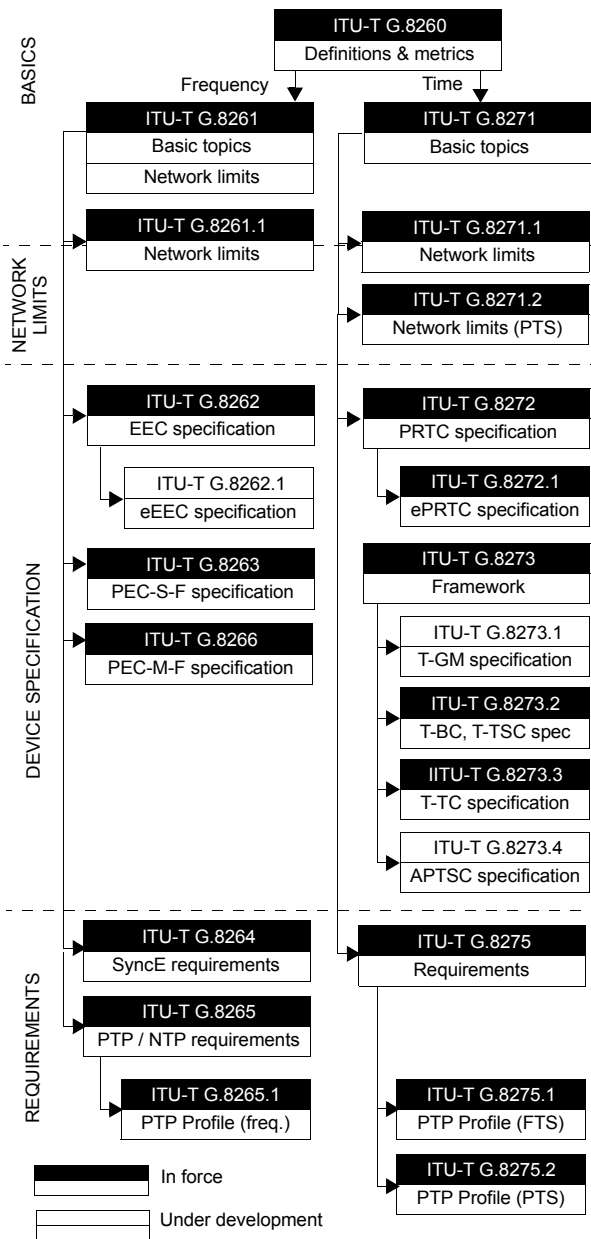 BASICS
ITU-T G.8260
Definitions & metrics
Frequency
Time
ITU-T G.8261
Basic topics
Network limits
ITU-T G.8271
Basic topics
NETWORK
LIMITS
ITU-T G.8261.1
Network limits
ITU-T G.8271.1
Network limits
ITU-T G.8271.2
Network limits (PTS)
DEVICE SPECIFICATION
ITU-T G.8262
EEC specification
ITU-T G.8262.1
eEEC specification
ITU-T G.8263
PEC-S-F specification
ITU-T G.8266
PEC-M-F specification
ITU-T G.8272
PRTC specification
ITU-T G.8272.1
ePRTC specification
ITU-T G.8273
Framework
ITU-T G.8273.1
T-GM specification
ITU-T G.8273.2
T-BC, T-TSC spec
IITU-T G.8273.3
T-TC specification
ITU-T G.8273.4
APTSC specification
REQUIREMENTS
ITU-T G.8264
SyncE requirements
ITU-T G.8265
PTP / NTP requirements
ITU-T G.8265.1
PTP Profile (freq.)
ITU-T G.8275
Requirements
ITU-T G.8275.1
PTP Profile (FTS)
ITU-T G.8275.2
PTP Profile (PTS)
In force
Under development